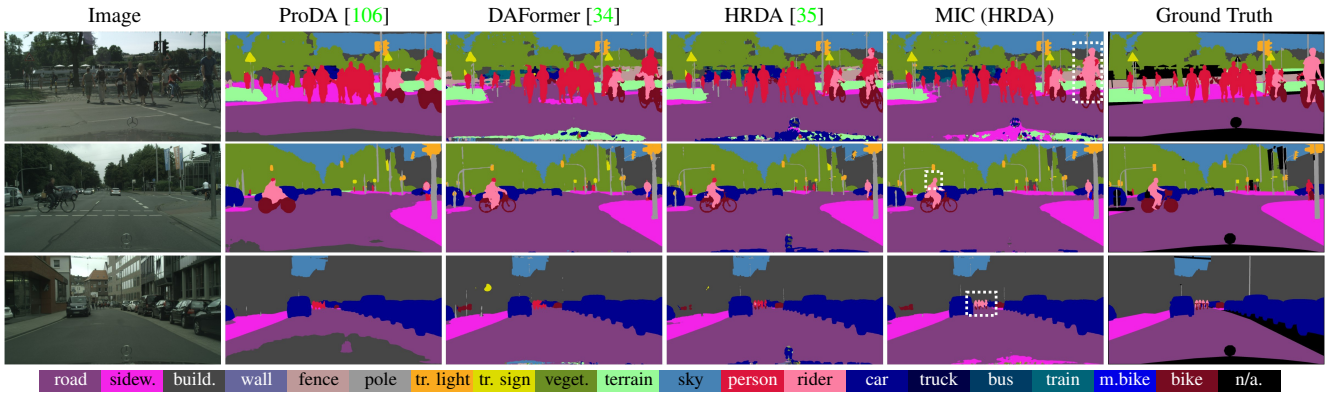 Image ProDA [106] DAFormer [34] HRDA [35] MIC (HRDA) Ground Truth
road sidew. build. wall fence pole tr. light tr. sign veget. terrain sky person rider car truck bus train m.bike bike n/a.